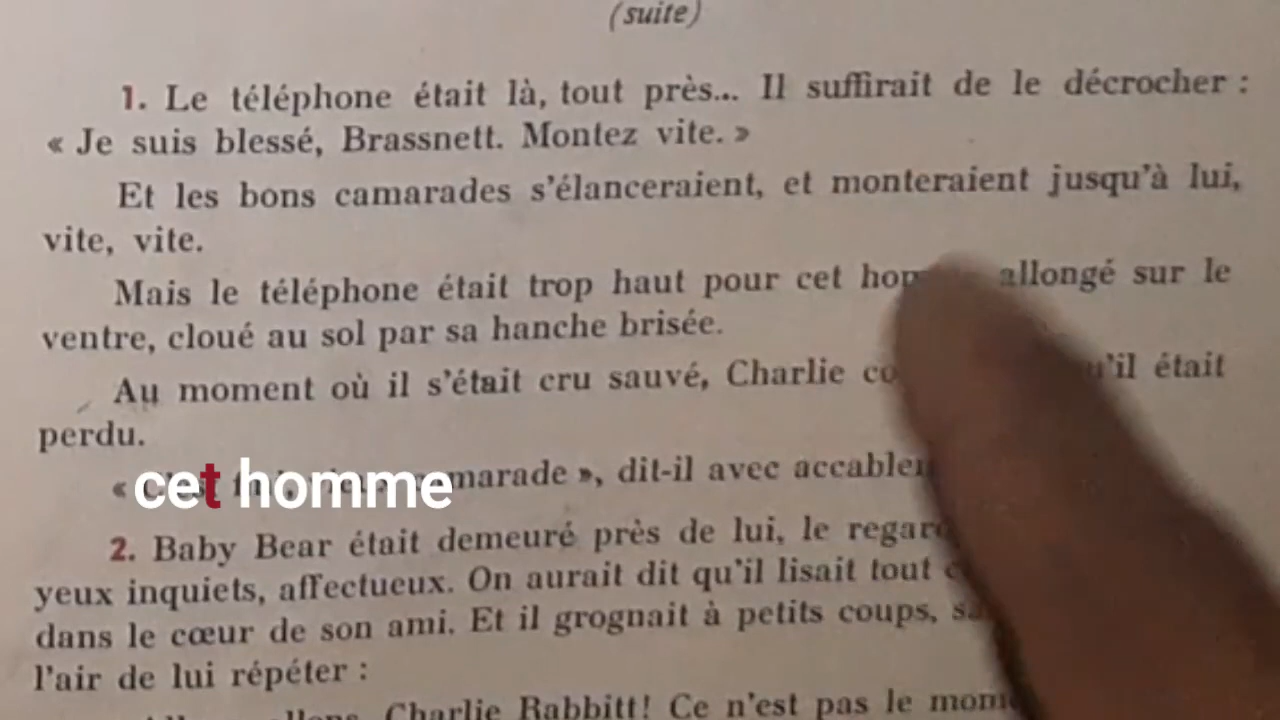 (suite)
1. Le téléphone était là, tout près... Il suffirait de le décrocher :
« Je suis blessé, Brassnett. Montez vite. »
Et les bons camarades s'élanceraient, et monteraient jusqu'à lui,
vite, vite.
Mais le téléphone était trop haut pour cet allongé sur le
ventre, cloué au sol par sa hanche brisée.
Au moment où il s'était cru sauvé, Charlie qu'il était
perdu.
« dit-il avec
cet homme
2. Baby Bear était demeuré près de lui, le
yeux inquiets, affectueux. On aurait dit qu'il lisait tout
dans le cœur de son ami. Et il grognait à petits coups,
l'air de lui répéter :
Charlie Rabbitt! Ce n'est pas le